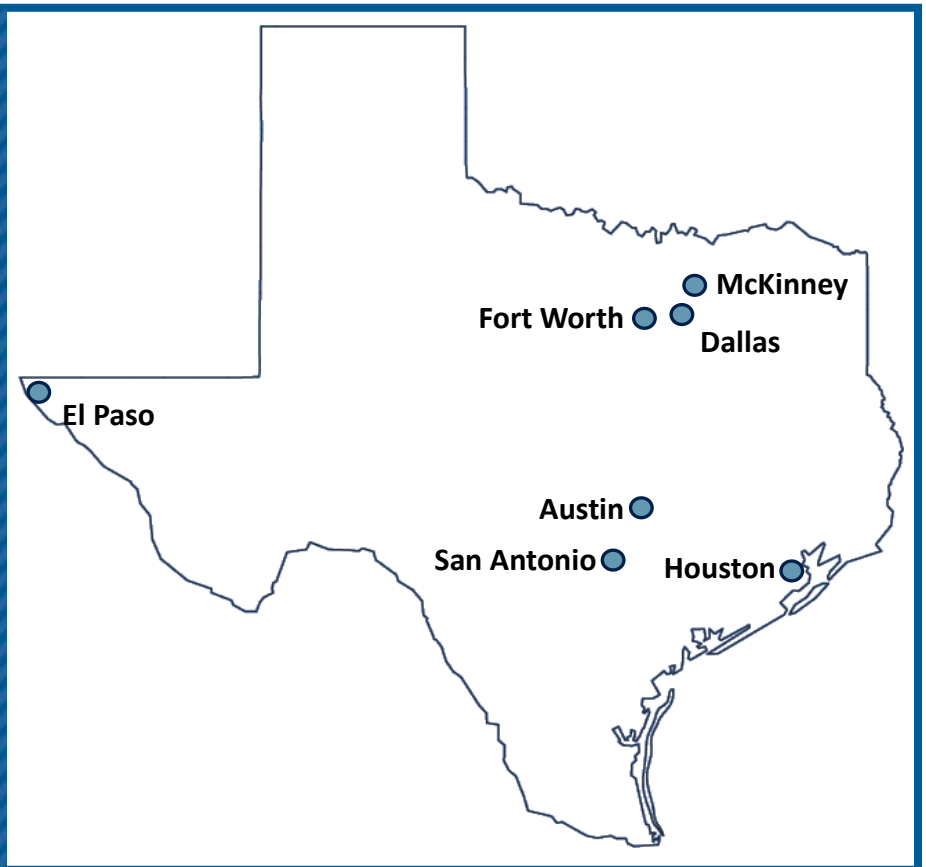 McKinney
Fort Worth
Dallas
El Paso
Austin
San Antonio
Houston